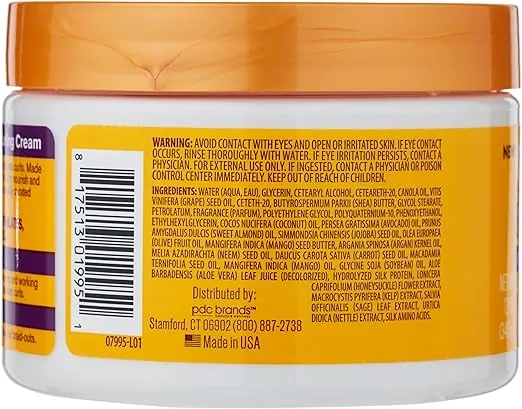 Cream
curls. Made
nourish and
WARNING: AVOID CONTACT WITH EYES AND OPEN OR IRRITATED SKIN. IF EYE CONTACT
OCCURS, RINSE THOROUGHLY WITH WATER. IF EYE IRRITATION PERSISTS, CONTACT A
PHYSICIAN. FOR EXTERNAL USE ONLY. IF INGESTED, CONTACT A PHYSICIAN OR POISON
CONTROL CENTER IMMEDIATELY. KEEP OUT OF REACH OF CHILDREN.
INGREDIENTS: WATER (AQUA, EAU), GLYCERIN, CETEARYL ALCOHOL, CETEARETH-20, CANOLA OIL, VITIS
VINIFERA (GRAPE) SEED OIL, CETETH-20, BUTYROSPERMUM PARKII (SHEA) BUTTER, GLYCOL STEARATE,
PETROLATUM, FRAGRANCE (PARFUM), POLYETHYLENE GLYCOL, POLYQUATERNIUM-10, PHENOXYETHANOL,
ETHYLHEXYLGLYCERIN, COCOS NUCIFERA (COCONUT) OIL, PERSEA GRATISSIMA (AVOCADO) OIL, PRUNUS
AMYGDALUS DULCIS (SWEET ALMOND) OIL, SIMMONDSIA CHINENSIS (JOJOBA) SEED OIL, OLEA EUROPAEA
(OLIVE) FRUIT OIL, MANGIFERA INDICA (MANGO) SEED BUTTER, ARGANIA SPINOSA (ARGAN) KERNEL OIL,
MELIA AZADIRACHTA (NEEM) SEED OIL, DAUCUS CAROTA SATIVA (CARROT) SEED OIL, MACADAMIA
TERNIFOLIA SEED OIL, MANGIFERA INDICA (MANGO) OIL, GLYCINE SOJA (SOYBEAN) OIL, ALOE
BARBADENSIS (ALOE VERA) LEAF JUICE (DECOLORIZED), HYDROLYZED SILK PROTEIN, LONICERA
CAPRIFOLIUM (HONEYSUCKLE) FLOWER EXTRACT,
MACROCYSTIS PYRIFERA (KELP) EXTRACT, SALVIA
OFFICINALIS (SAGE) LEAF EXTRACT, URTICA
DIOICA (NETTLE) EXTRACT, SILK AMINO ACIDS.
Distributed by:
pdc brands™
Stamford, CT 06902 (800) 887-2738
Made in USA
8 17513 01995 1
07995-L01
working
curls.